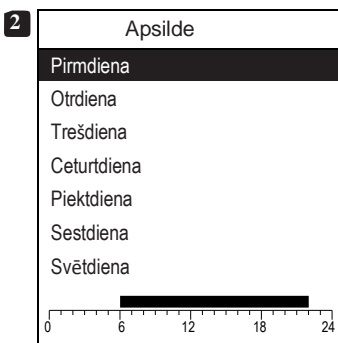 2
Apsilde
Pirmdiena
Otrdiena
Trešdiena
Ceturtdiena
Piektdiena
Sestdiena
Svētdiena
0 6 12 18 24